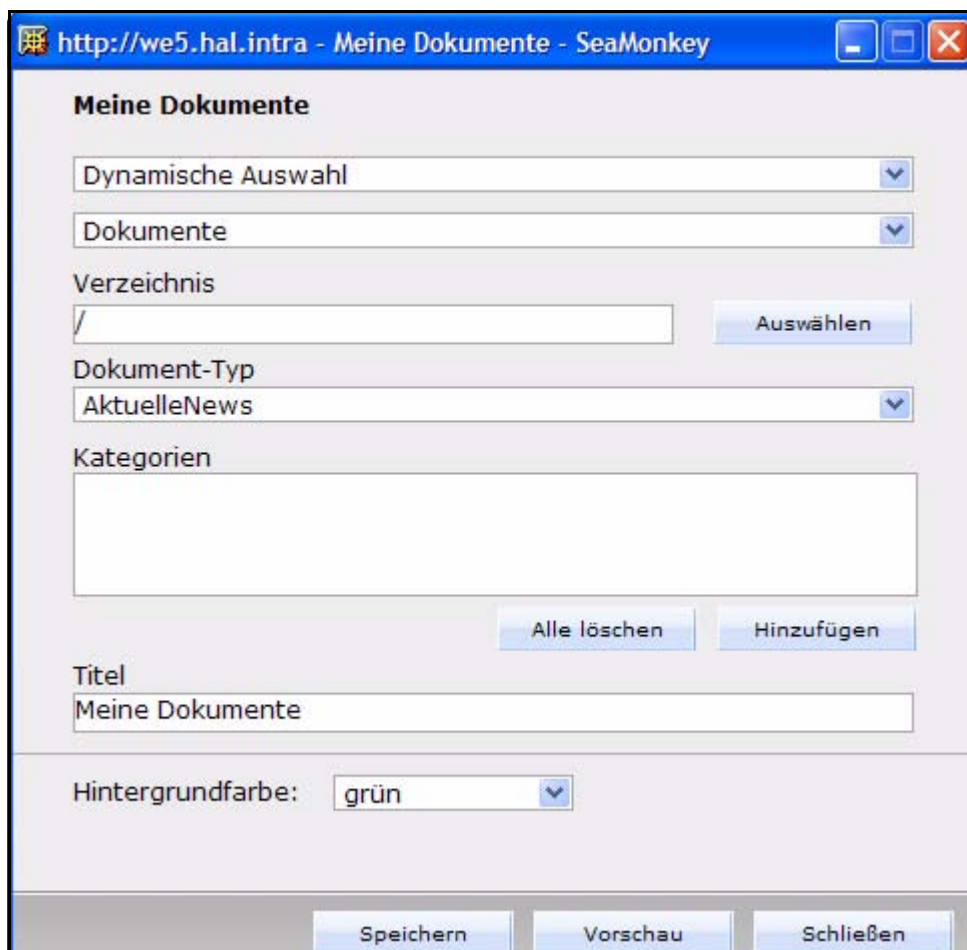 http://we5.hal.intra - Meine Dokumente - SeaMonkey
Meine Dokumente
Dynamische Auswahl
Dokumente
Verzeichnis
/
Auswählen
Dokument-Typ
AktuelleNews
Kategorien
Alle löschen
Hinzufügen
Titel
Meine Dokumente
Hintergrundfarbe:
grün
Speichern
Vorschau
Schließen